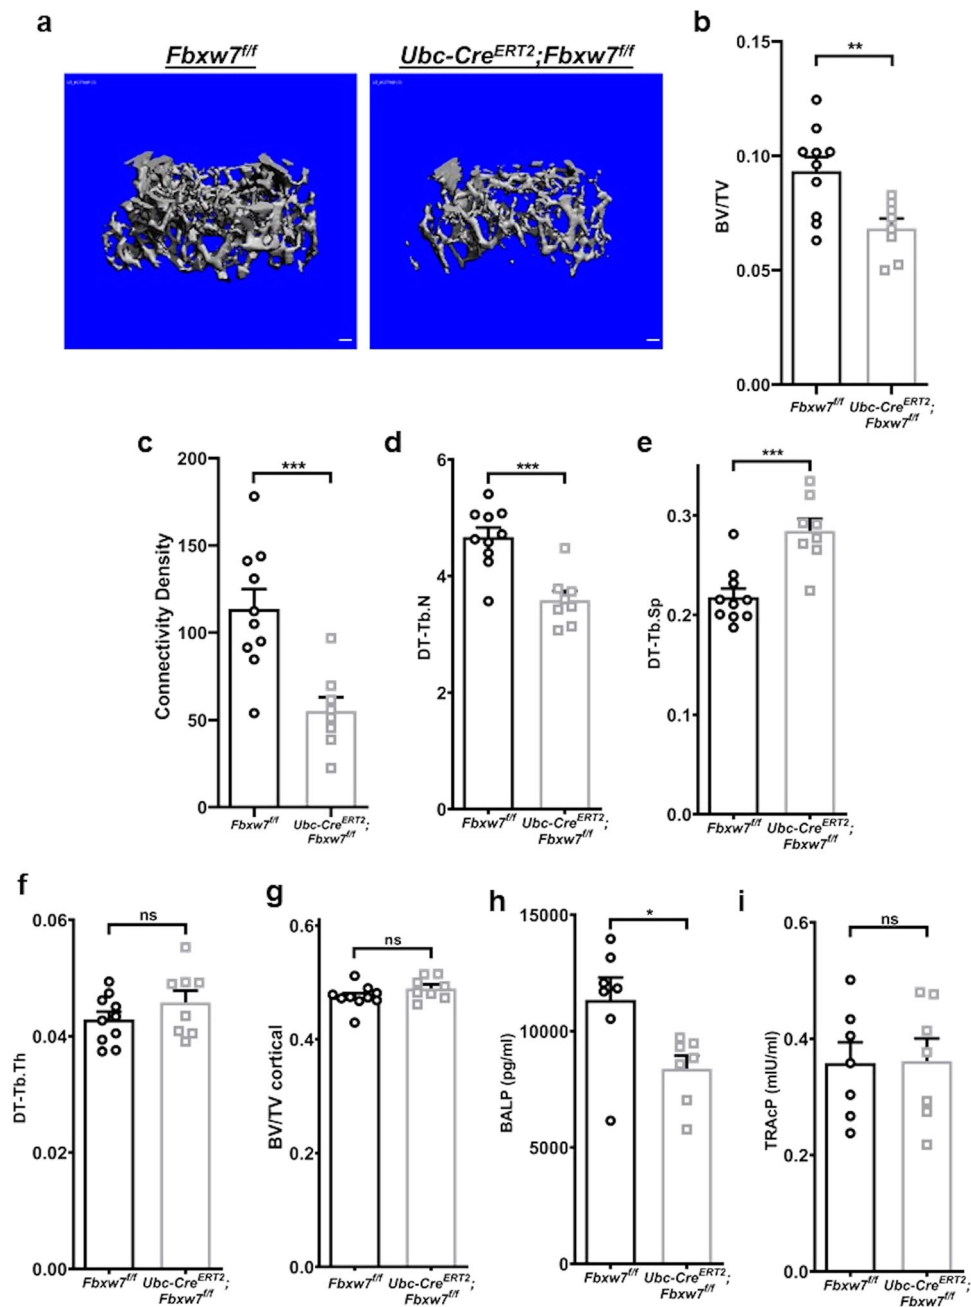 a
Fbxw7f/f
Ubc-CreERT2;Fbxw7f/f
b
0.15
0.10
0.05
0.00
BV/TV
**
Fbxw7f/f
Ubc-CreERT2;
Fbxw7f/f
c
200
150
100
50
0
Connectivity Density
***
Fbxw7f/f
Ubc-CreERT2;
Fbxw7f/f
d
6
4
2
0
DT-Tb.N
***
Fbxw7f/f
Ubc-CreERT2;
Fbxw7f/f
e
0.3
0.2
0.1
0.0
DT-Tb.Sp
***
Fbxw7f/f
Ubc-CreERT2;
Fbxw7f/f
f
0.06
0.04
0.02
0.00
DT-Tb.Th
ns
Fbxw7f/f
Ubc-CreERT2;
Fbxw7f/f
g
0.6
0.4
0.2
0.0
BV/TV cortical
ns
Fbxw7f/f
Ubc-CreERT2;
Fbxw7f/f
h
15000
10000
5000
0
BALP (pg/ml)
*
Fbxw7f/f
Ubc-CreERT2;
Fbxw7f/f
i
0.6
0.4
0.2
0.0
TRAcP (mIU/ml)
ns
Fbxw7f/f
Ubc-CreERT2;
Fbxw7f/f